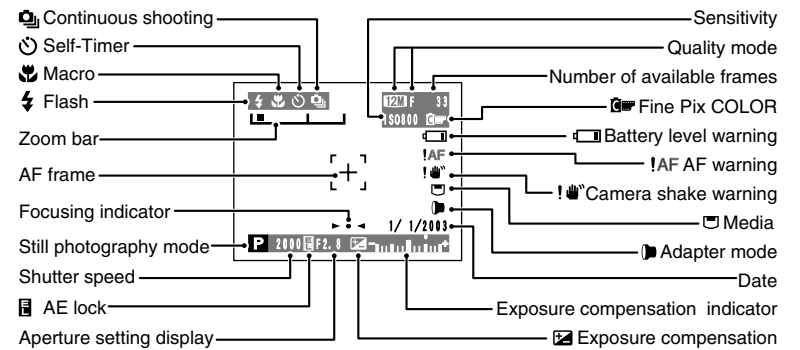 Continuous shooting
Self-Timer
Macro
Flash
Zoom bar
AF frame
Focusing indicator
Still photography mode
Shutter speed
AE lock
Aperture setting display
12M F 33
ISO800
!AF
!
1/ 1/2003
P 2000 F2.8
Sensitivity
Quality mode
Number of available frames
Fine Pix COLOR
Battery level warning
!AF AF warning
! Camera shake warning
Media
Adapter mode
Date
Exposure compensation indicator
Exposure compensation